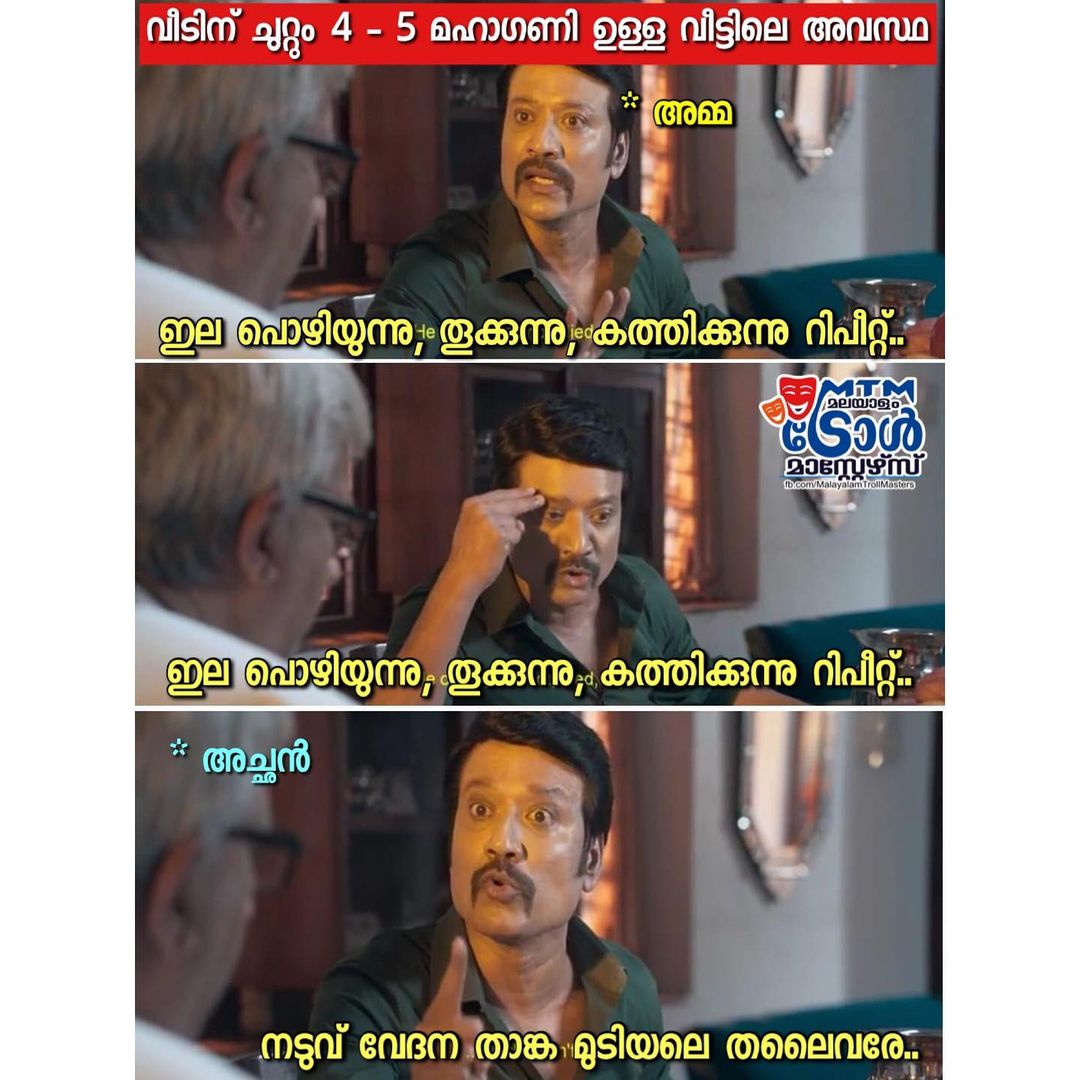 വീടിന് ചുറ്റും 4 - 5 മഹാഗണി ഉള്ള വീട്ടിലെ അവസ്ഥ
* അമ്മ
ഇല പൊഴിയുന്നു, തൂക്കുന്നു, കത്തിക്കുന്നു റിപീറ്റ്..
MTM
മലയാളം
ട്രോൾ
മാസ്റ്റേഴ്സ്
fb.com/MalayalamTrollMasters
ഇല പൊഴിയുന്നു, തൂക്കുന്നു, കത്തിക്കുന്നു റിപീറ്റ്..
* അച്ഛൻ
നടുവ് വേദന താങ്ക മുടിയലെ തലൈവരേ..